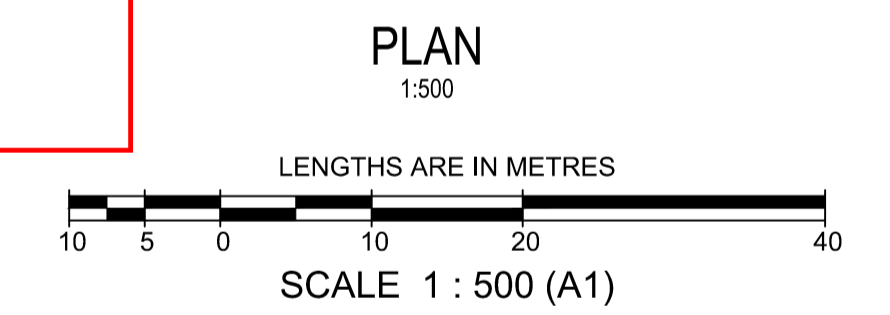 PLAN
1:500
LENGTHS ARE IN METRES
10 5 0 10 20 40
SCALE 1 : 500 (A1)